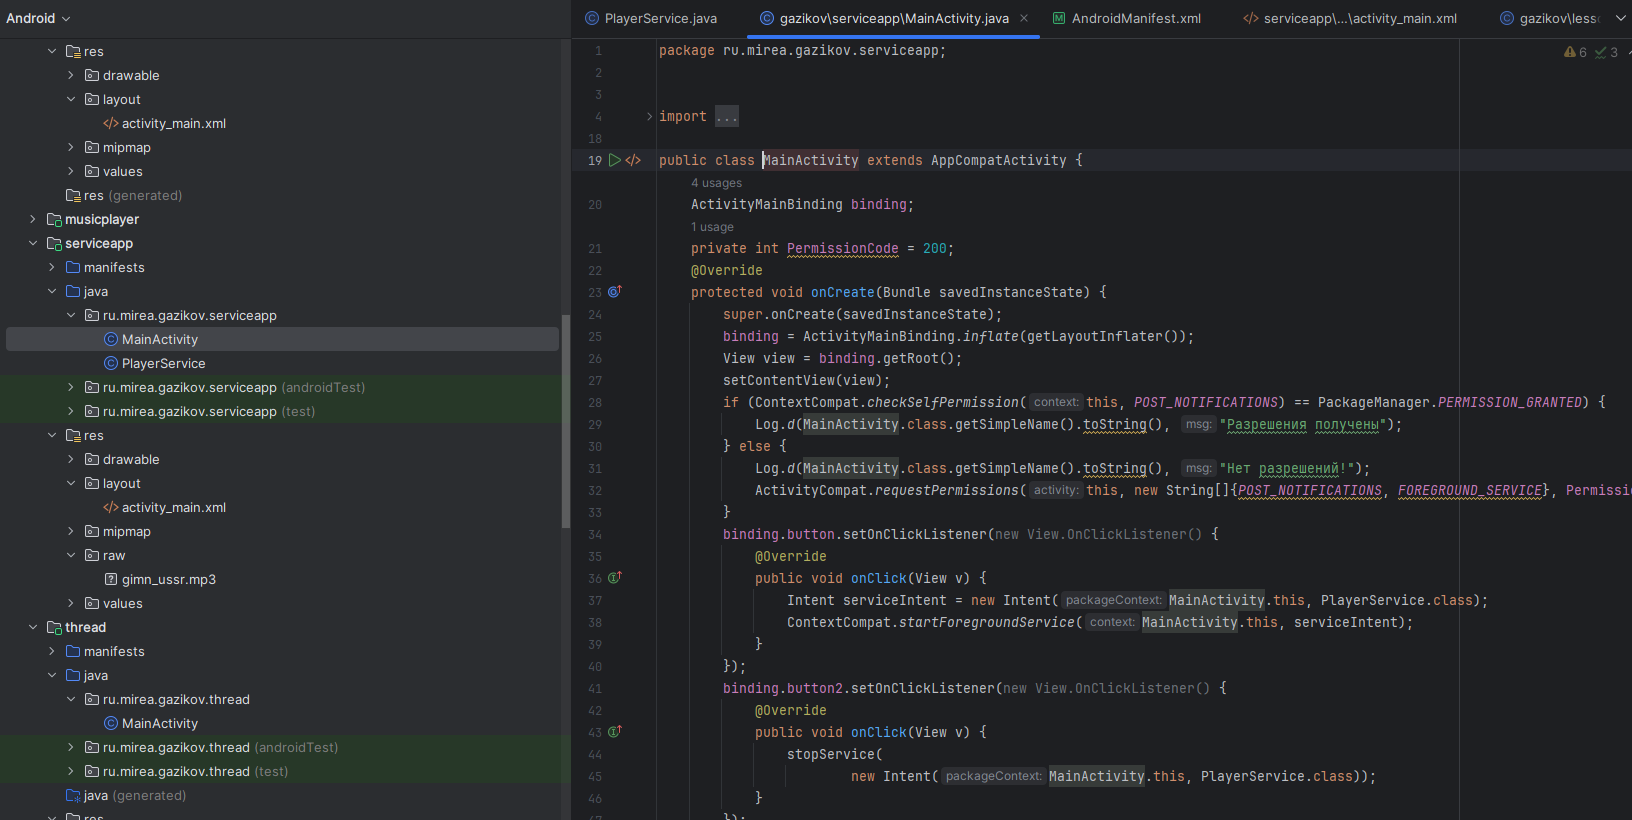 Android
res
drawable
layout
activity_main.xml
mipmap
values
res (generated)
musicplayer
serviceapp
manifests
java
ru.mirea.gazikov.serviceapp
MainActivity
PlayerService
ru.mirea.gazikov.serviceapp (androidTest)
ru.mirea.gazikov.serviceapp (test)
res
drawable
layout
activity_main.xml
mipmap
raw
gimn_ussr.mp3
values
thread
manifests
java
ru.mirea.gazikov.thread
MainActivity
ru.mirea.gazikov.thread (androidTest)
ru.mirea.gazikov.thread (test)
java (generated)
res
PlayerService.java gazikov\serviceapp\MainActivity.java AndroidManifest.xml serviceapp\...\activity_main.xml gazikov\less
6 3
1 package ru.mirea.gazikov.serviceapp;
2
3
4 import ...
18
19 public class MainActivity extends AppCompatActivity {
4 usages
20 ActivityMainBinding binding;
1 usage
21 private int PermissionCode = 200;
22 @Override
23 protected void onCreate(Bundle savedInstanceState) {
24 super.onCreate(savedInstanceState);
25 binding = ActivityMainBinding.inflate(getLayoutInflater());
26 View view = binding.getRoot();
27 setContentView(view);
28 if (ContextCompat.checkSelfPermission( context: this, POST_NOTIFICATIONS) == PackageManager.PERMISSION_GRANTED) {
29 Log.d(MainActivity.class.getSimpleName().toString(), msg: "Разрешения получены");
30 } else {
31 Log.d(MainActivity.class.getSimpleName().toString(), msg: "Нет разрешений!");
32 ActivityCompat.requestPermissions( activity: this, new String[]{POST_NOTIFICATIONS, FOREGROUND_SERVICE}, Permissi
33 }
34 binding.button.setOnClickListener(new View.OnClickListener() {
35 @Override
36 public void onClick(View v) {
37 Intent serviceIntent = new Intent( packageContext: MainActivity.this, PlayerService.class);
38 ContextCompat.startForegroundService( context: MainActivity.this, serviceIntent);
39 }
40 });
41 binding.button2.setOnClickListener(new View.OnClickListener() {
42 @Override
43 public void onClick(View v) {
44 stopService(
45 new Intent( packageContext: MainActivity.this, PlayerService.class));
46 }
47 });